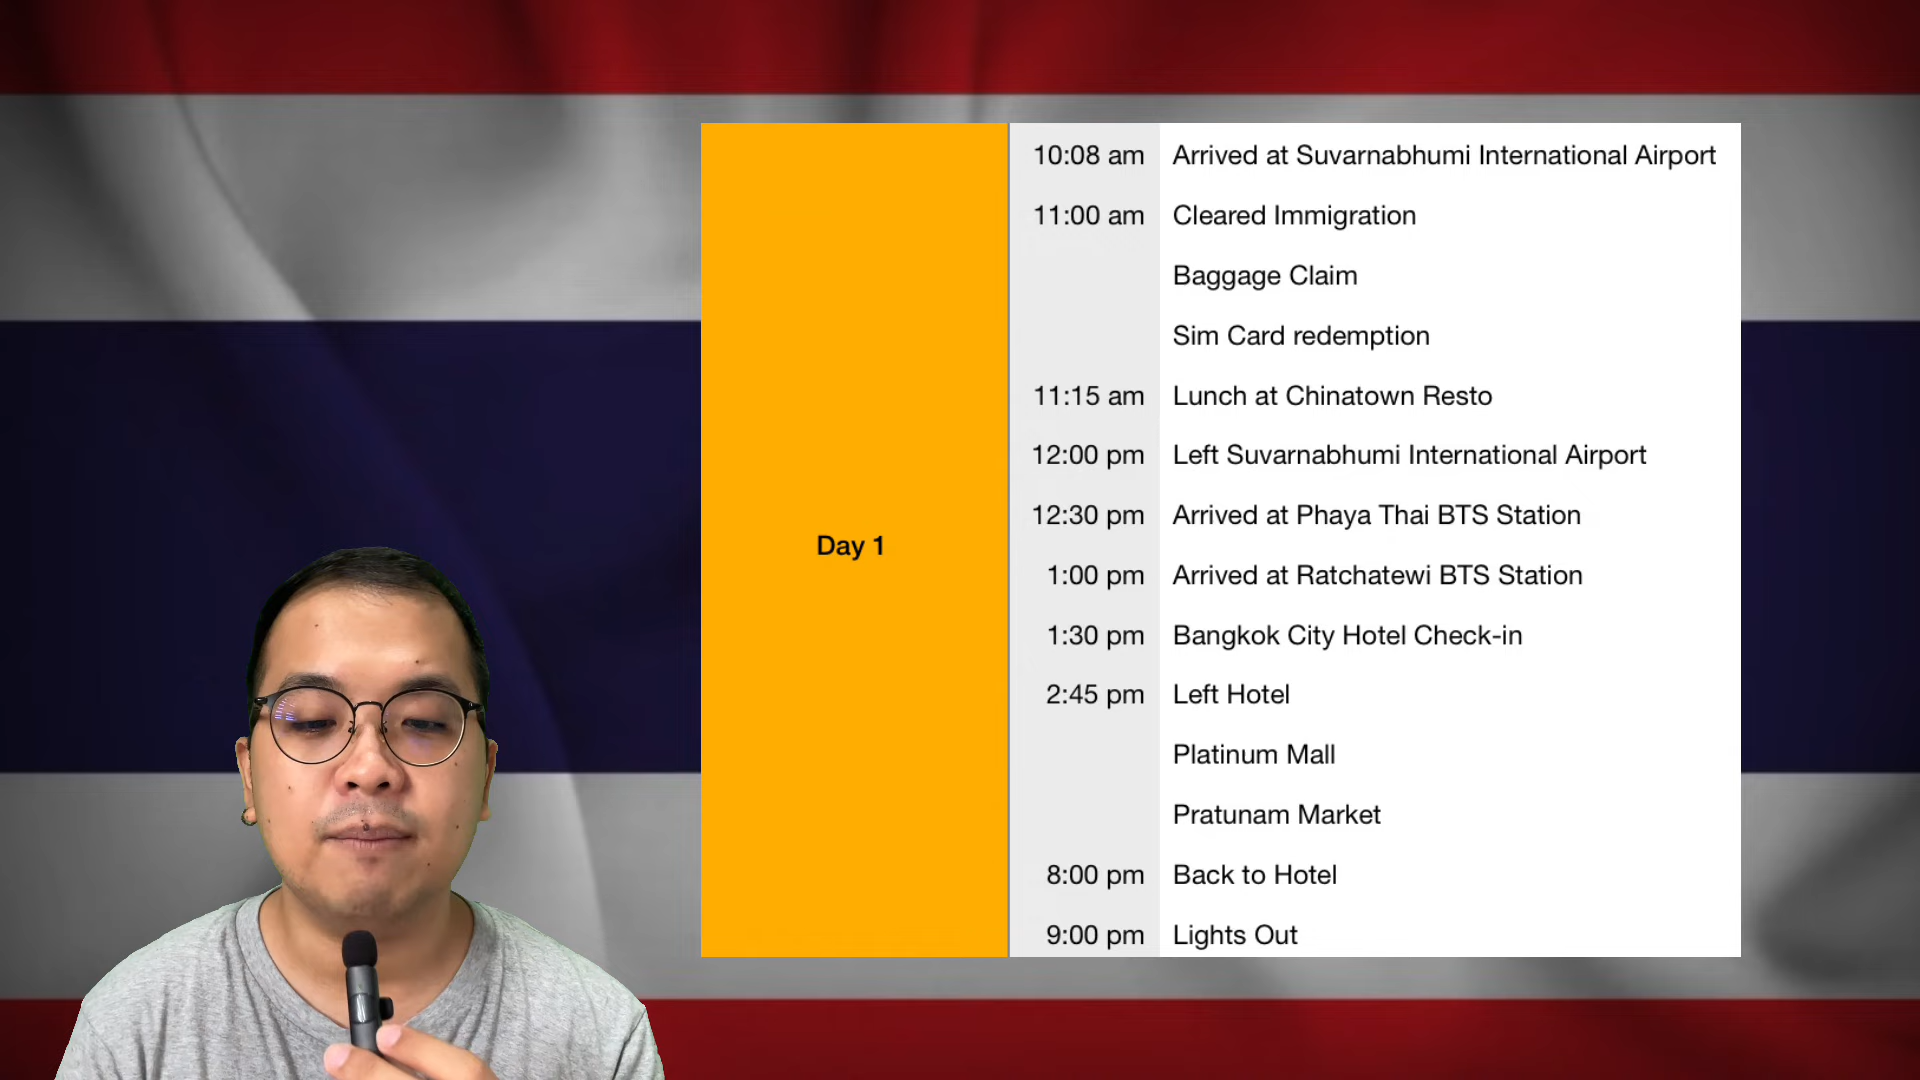 Day 1
10:08 am Arrived at Suvarnabhumi International Airport
11:00 am Cleared Immigration
Baggage Claim
Sim Card redemption
11:15 am Lunch at Chinatown Resto
12:00 pm Left Suvarnabhumi International Airport
12:30 pm Arrived at Phaya Thai BTS Station
1:00 pm Arrived at Ratchatewi BTS Station
1:30 pm Bangkok City Hotel Check-in
2:45 pm Left Hotel
Platinum Mall
Pratunam Market
8:00 pm Back to Hotel
9:00 pm Lights Out